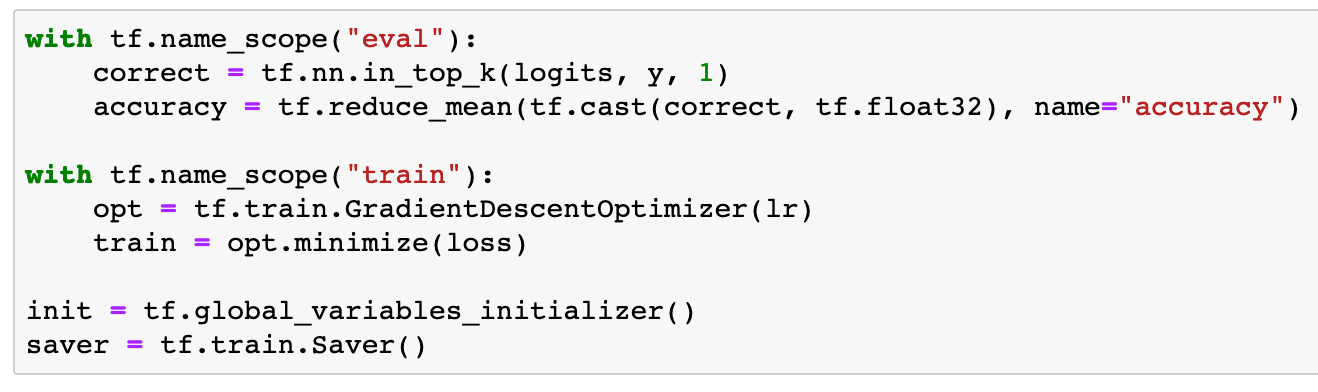 with tf.name_scope("eval"):
    correct = tf.nn.in_top_k(logits, y, 1)
    accuracy = tf.reduce_mean(tf.cast(correct, tf.float32), name="accuracy")

with tf.name_scope("train"):
    opt = tf.train.GradientDescentOptimizer(lr)
    train = opt.minimize(loss)

init = tf.global_variables_initializer()
saver = tf.train.Saver()